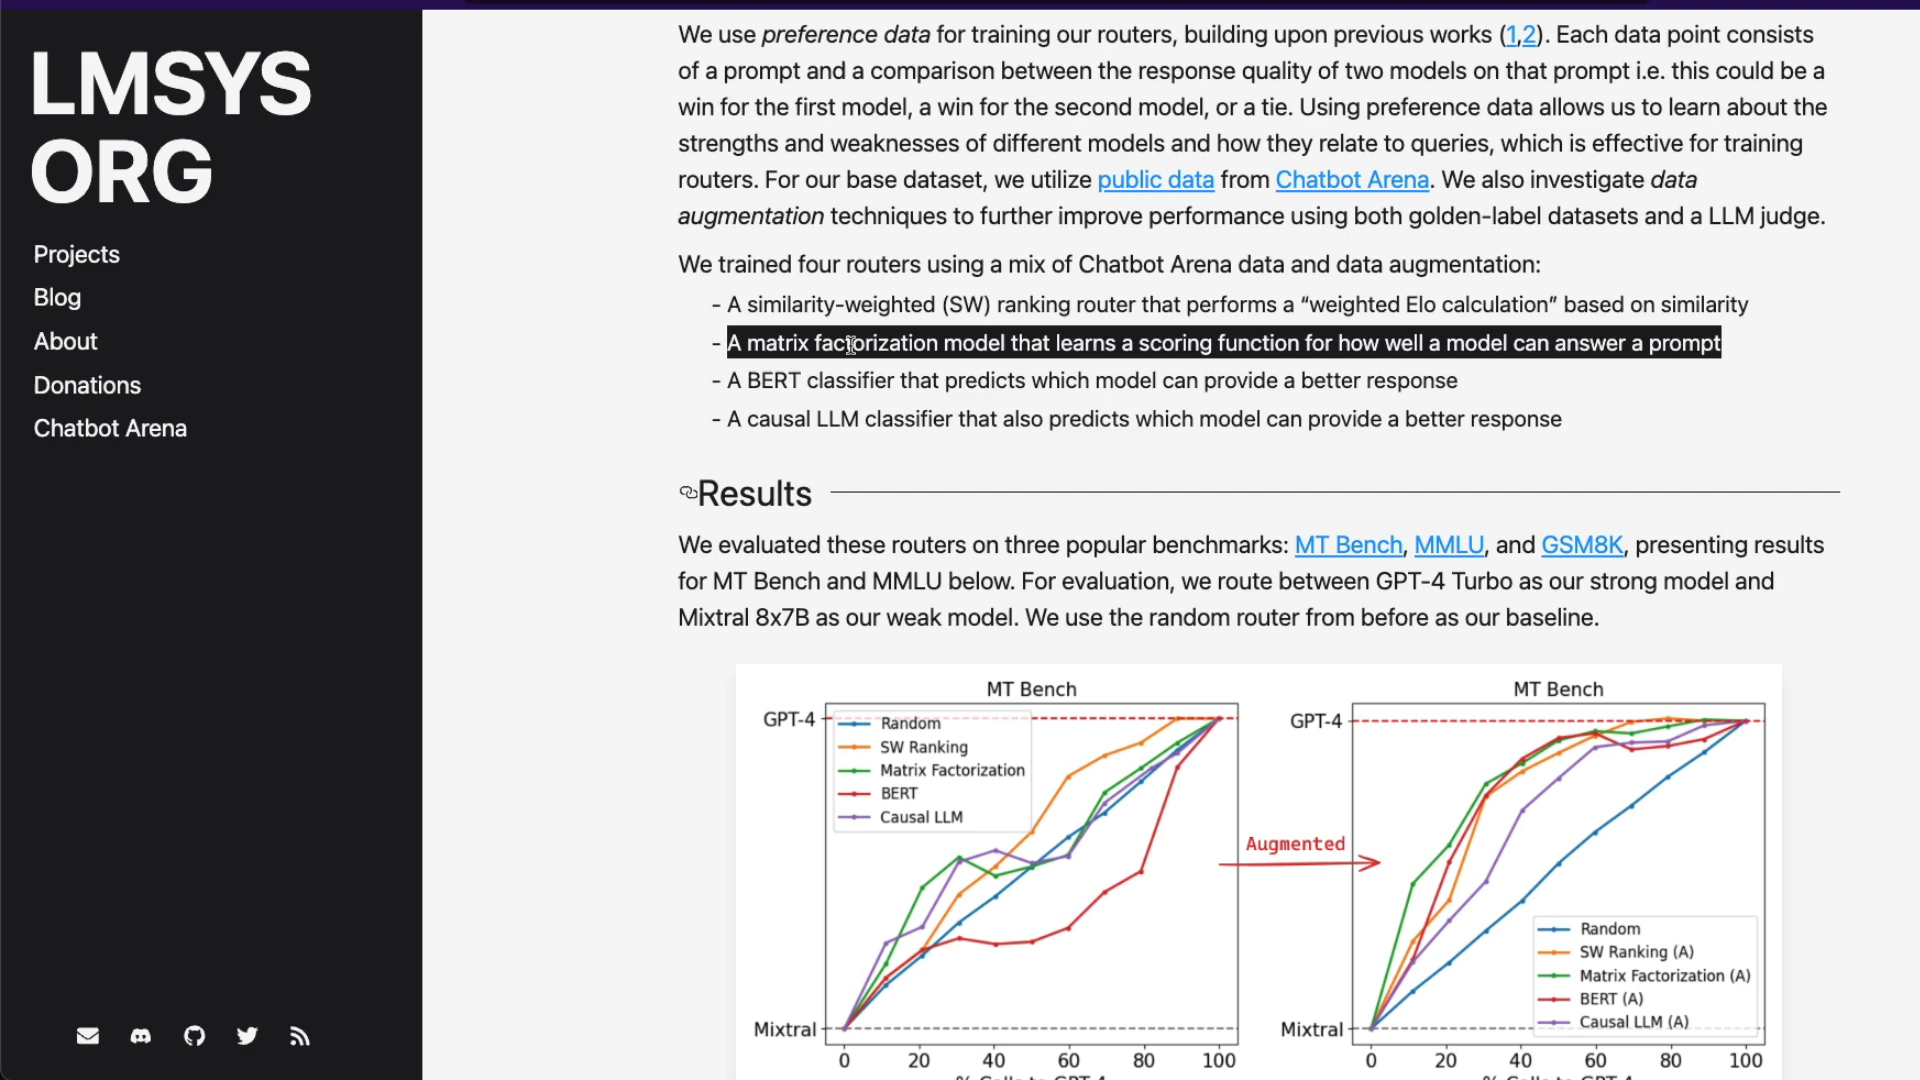 LMSYS
ORG
Projects
Blog
About
Donations
Chatbot Arena
We use preference data for training our routers, building upon previous works (1,2). Each data point consists
of a prompt and a comparison between the response quality of two models on that prompt i.e. this could be a
win for the first model, a win for the second model, or a tie. Using preference data allows us to learn about the
strengths and weaknesses of different models and how they relate to queries, which is effective for training
routers. For our base dataset, we utilize public data from Chatbot Arena. We also investigate data
augmentation techniques to further improve performance using both golden-label datasets and a LLM judge.
We trained four routers using a mix of Chatbot Arena data and data augmentation:
- A similarity-weighted (SW) ranking router that performs a “weighted Elo calculation” based on similarity
- A matrix factorization model that learns a scoring function for how well a model can answer a prompt
- A BERT classifier that predicts which model can provide a better response
- A causal LLM classifier that also predicts which model can provide a better response
Results
We evaluated these routers on three popular benchmarks: MT Bench, MMLU, and GSM8K, presenting results
for MT Bench and MMLU below. For evaluation, we route between GPT-4 Turbo as our strong model and
Mixtral 8x7B as our weak model. We use the random router from before as our baseline.
MT Bench
GPT-4
Random
SW Ranking
Matrix Factorization
BERT
Causal LLM
Mixtral
0 20 40 60 80 100
% Calls to GPT-4
Augmented
MT Bench
GPT-4
Random
SW Ranking (A)
Matrix Factorization (A)
BERT (A)
Causal LLM (A)
Mixtral
0 20 40 60 80 100
% Calls to GPT-4